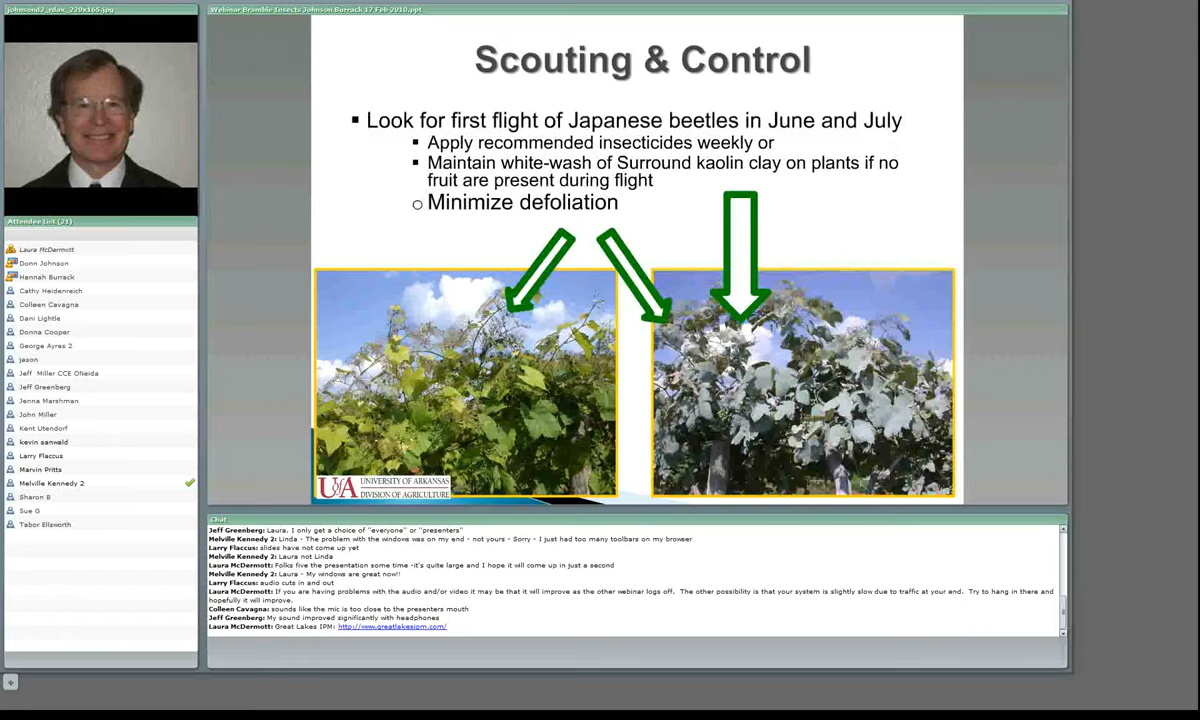 johnsond2_rdax_220x165.jpg
Webinar Bramble Insects Johnson Burrack 17 Feb 2010.ppt
Scouting & Control
Look for first flight of Japanese beetles in June and July
Apply recommended insecticides weekly or
Maintain white-wash of Surround kaolin clay on plants if no
fruit are present during flight
Minimize defoliation
UA UNIVERSITY OF ARKANSAS
DIVISION OF AGRICULTURE
Attendee List (21)
Laura McDermott
Donn Johnson
Hannah Burrack
Cathy Heidenreich
Colleen Cavagna
Dani Lightle
Donna Cooper
George Ayres 2
jason
Jeff Miller CCE ONeida
Jeff Greenberg
Jenna Marshman
John Miller
Kent Utendorf
kevin sanwald
Larry Flaccus
Marvin Pritts
Melville Kennedy 2
Sharon B
Sue G
Tabor Ellsworth
Chat
Jeff Greenberg: Laura, I only get a choice of "everyone" or "presenters"
Melville Kennedy 2: Linda - The problem with the windows was on my end - not yours - Sorry - I just had too many toolbars on my browser
Larry Flaccus: slides have not come up yet
Melville Kennedy 2: Laura not Linda
Laura McDermott: Folks five the presentation some time -it's quite large and I hope it will come up in just a second
Melville Kennedy 2: Laura - My windows are great now!!
Larry Flaccus: audio cuts in and out
Laura McDermott: If you are having problems with the audio and/or video it may be that it will improve as the other webinar logs off. The other possibility is that your system is slightly slow due to traffic at your end. Try to hang in there and
hopefully it will improve.
Colleen Cavagna: sounds like the mic is too close to the presenters mouth
Jeff Greenberg: My sound improved significantly with headphones
Laura McDermott: Great Lakes IPM: http://www.greatlakesipm.com/